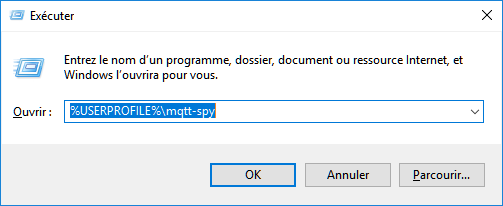 Exécuter
Entrez le nom d’un programme, dossier, document ou ressource Internet, et
Windows l’ouvrira pour vous.
Ouvrir : %USERPROFILE%\mqtt-spy
OK Annuler Parcourir...